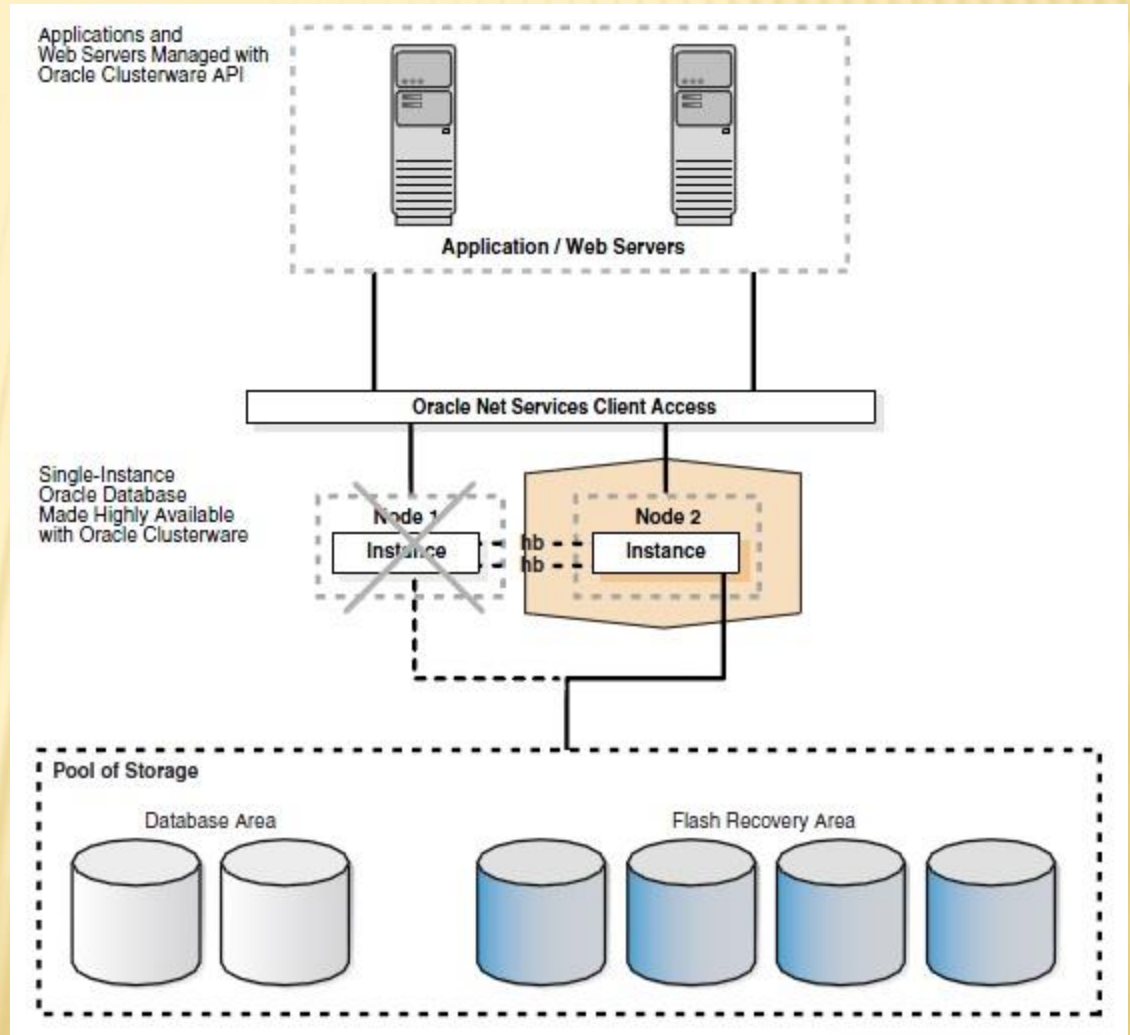 Applications and
Web Servers Managed with
Oracle Clusterware API
Application / Web Servers
Oracle Net Services Client Access
Single-Instance
Oracle Database
Made Highly Available
with Oracle Clusterware
Node 1
Instance
hb
hb
Node 2
Instance
Pool of Storage
Database Area
Flash Recovery Area